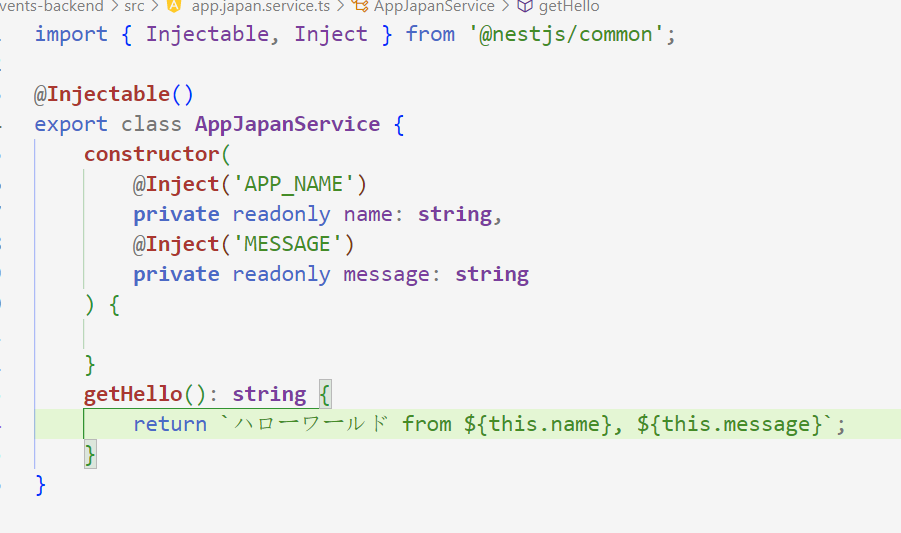 vents-backend > src > app.japan.service.ts > AppJapanService > getHello
import { Injectable, Inject } from '@nestjs/common';
@Injectable()
export class AppJapanService {
constructor(
@Inject('APP_NAME')
private readonly name: string,
@Inject('MESSAGE')
private readonly message: string
) {
}
getHello(): string {
return `ハローワールド from ${this.name}, ${this.message}`;
}
}